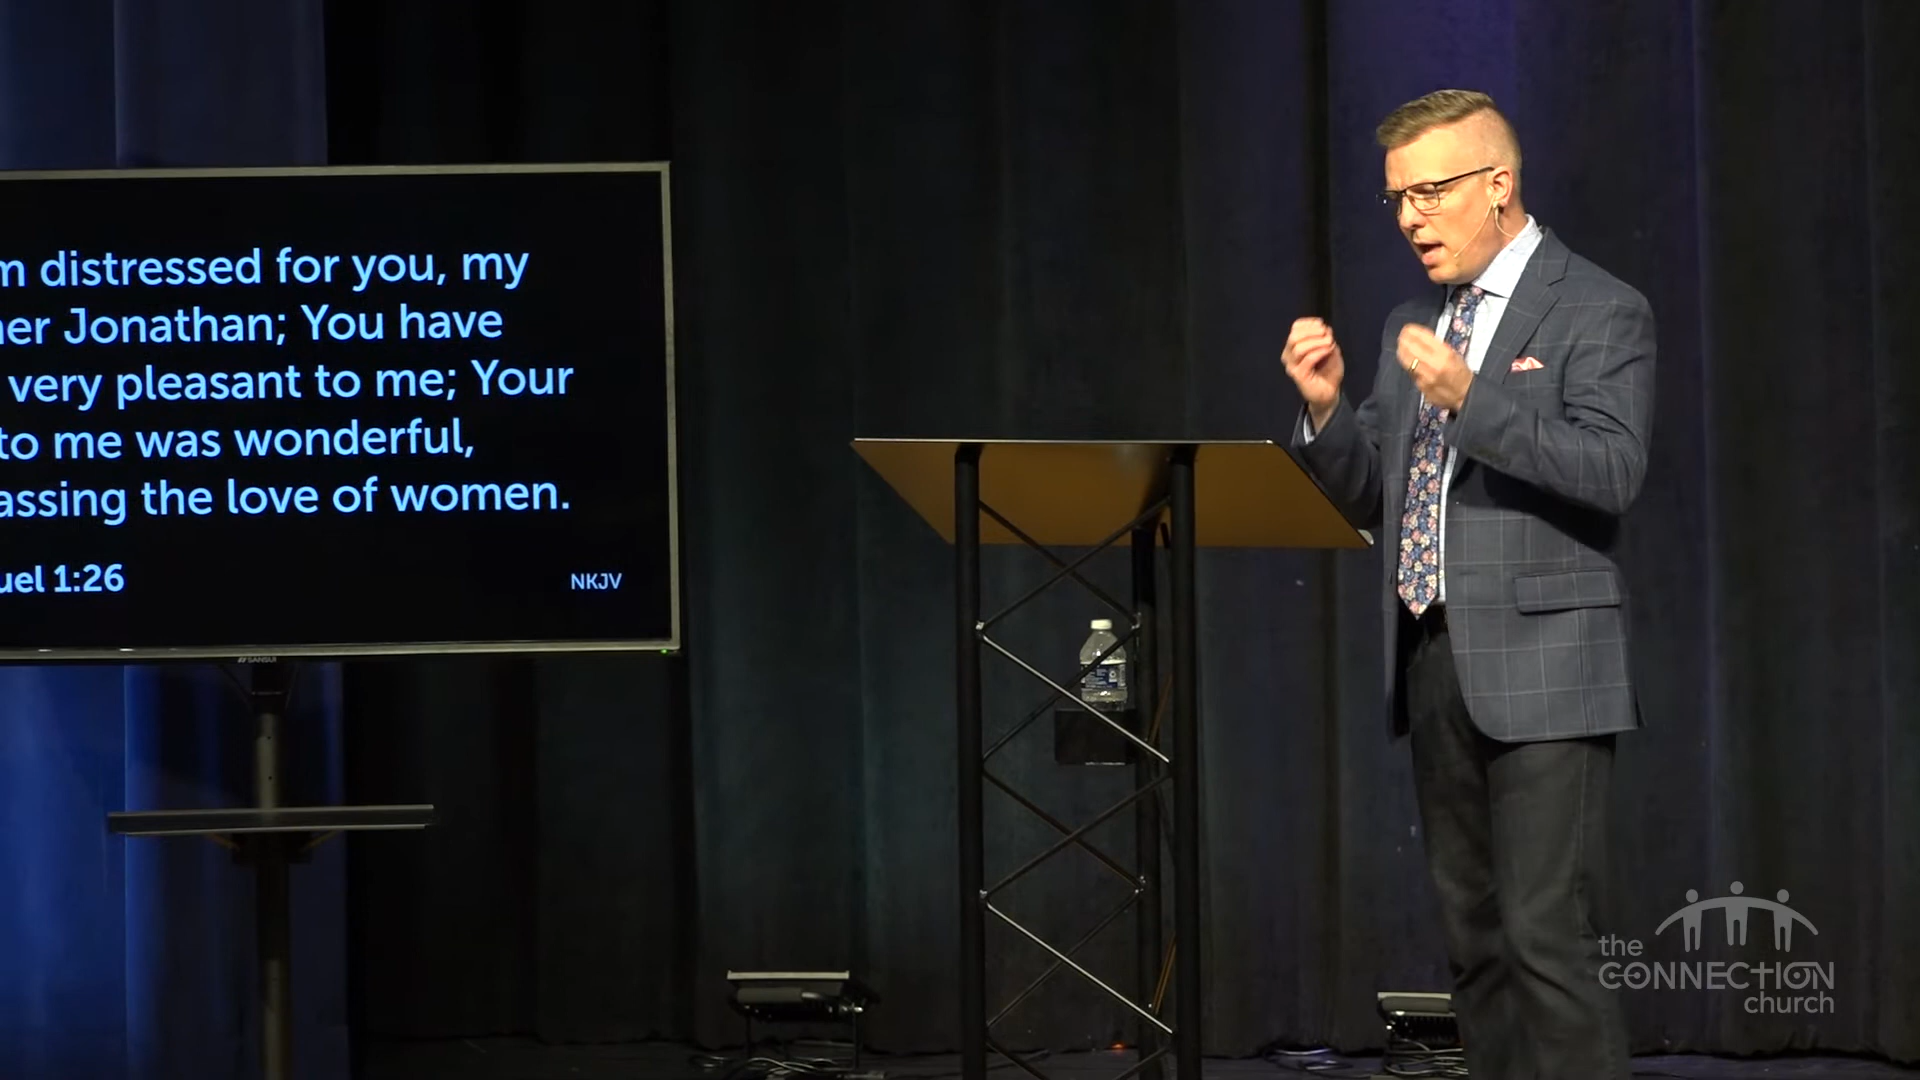 m distressed for you, my
her Jonathan; You have
very pleasant to me; Your
to me was wonderful,
assing the love of women.
uel 1:26
NKJV
SANSUI
the
CONNECTION
church